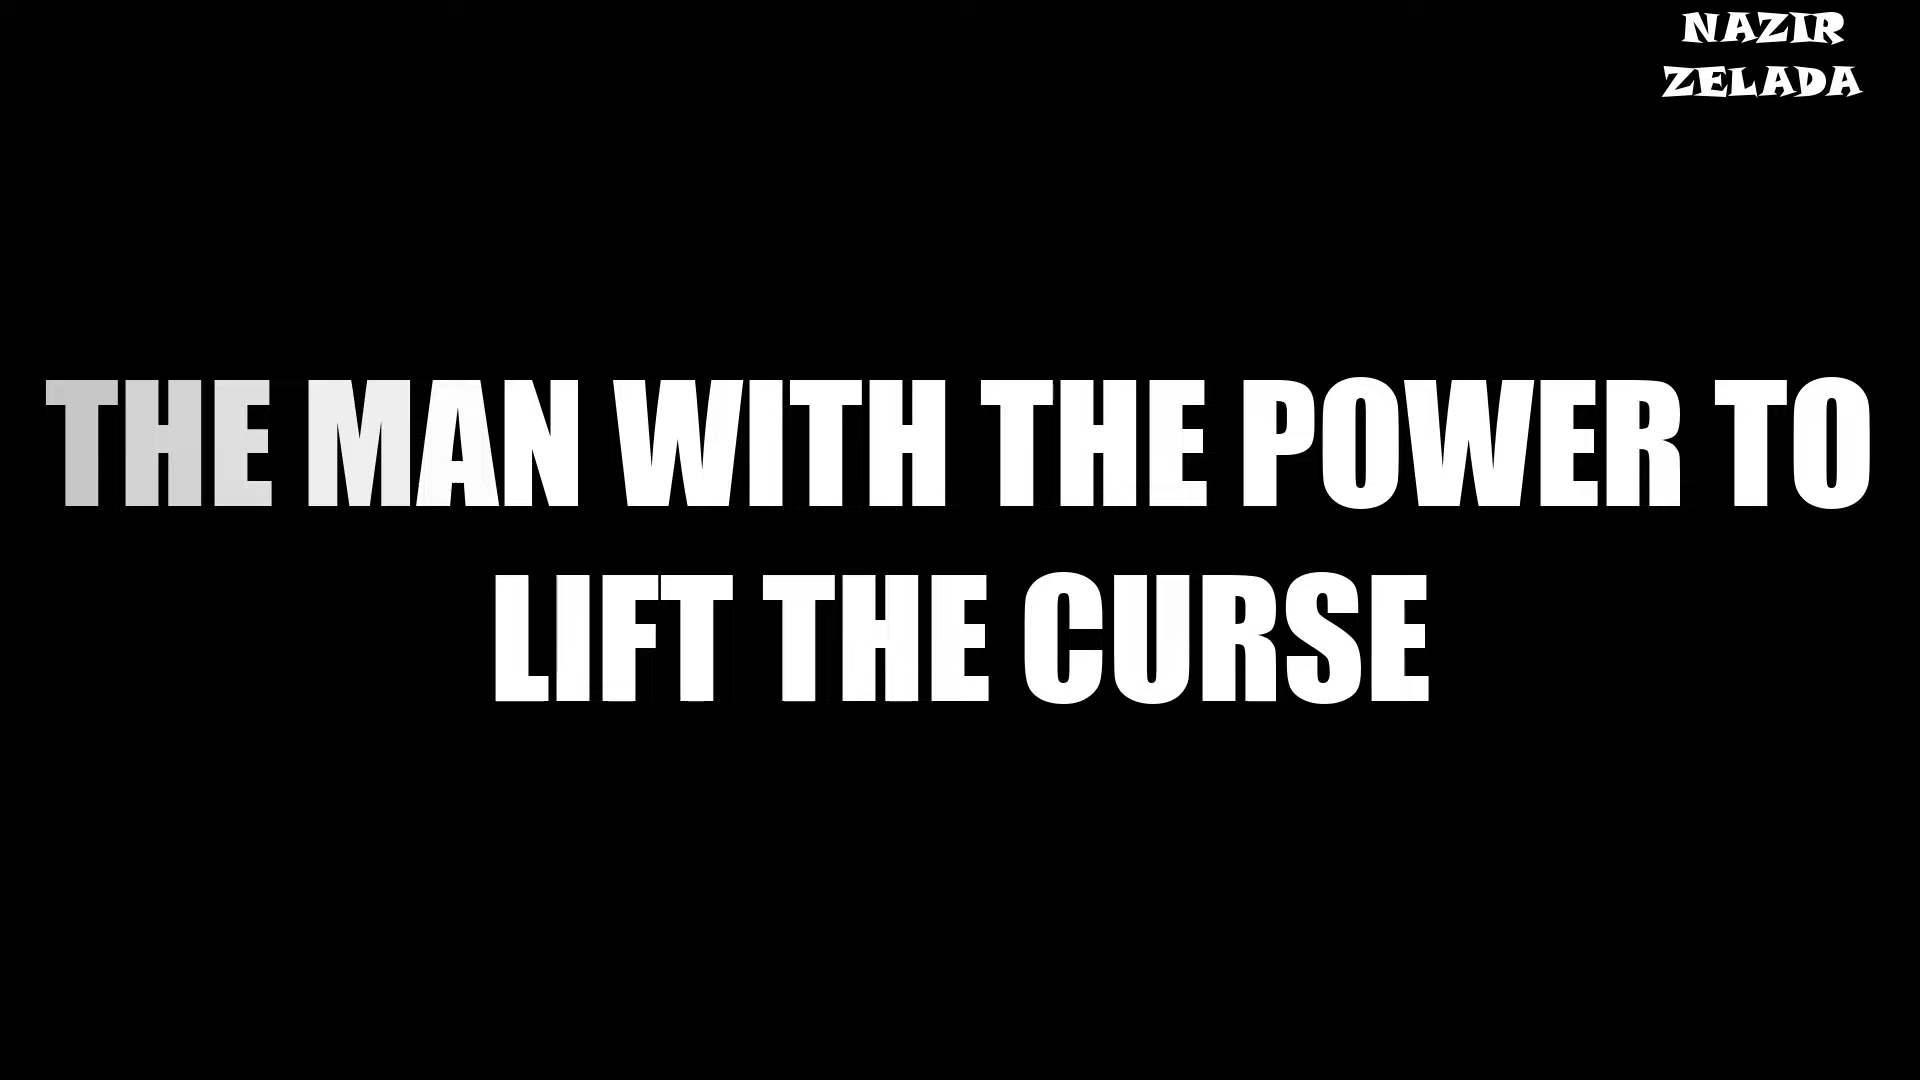 NAZIR
ZELADA
THE MAN WITH THE POWER TO
LIFT THE CURSE